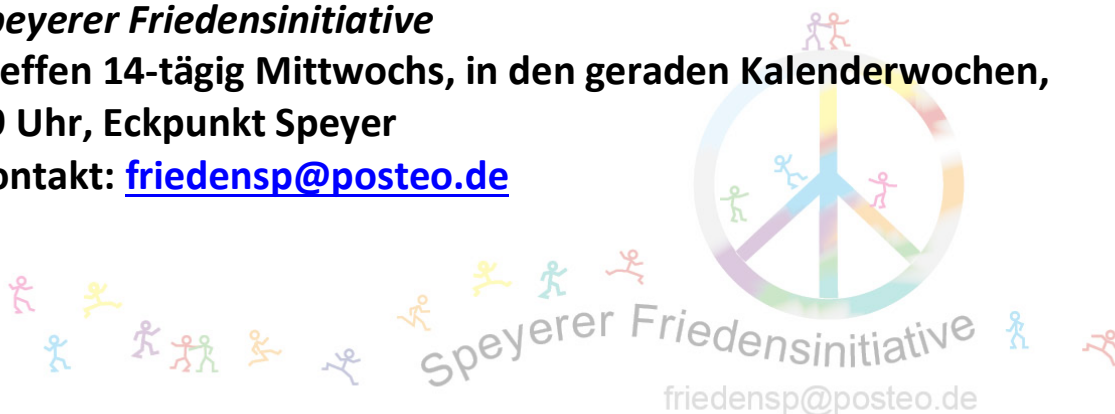 peyerer Friedensinitiative
effen 14-tägig Mittwochs, in den geraden Kalenderwochen,
Uhr, Eckpunkt Speyer
ontakt: friedensp@posteo.de
Speyerer Friedensinitiative
friedensp@posteo.de